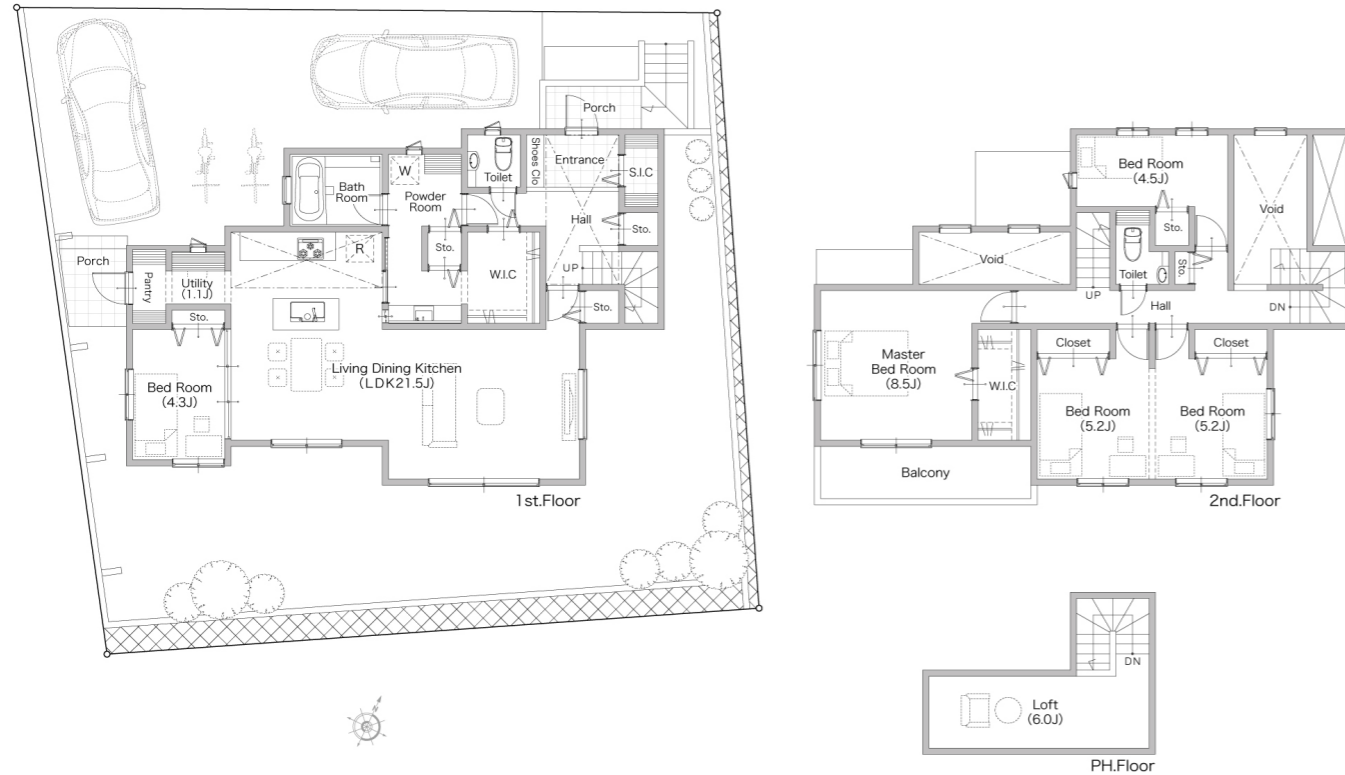 Porch
Shoes Clo
Entrance
S.I.C
Toilet
W
Bath
Room
Powder
Room
Hall
Sto.
Sto.
R
W.I.C
UP
Sto.
Porch
Pantry
Utility
(1.1J)
Sto.
Bed Room
(4.3J)
Living Dining Kitchen
(LDK21.5J)
1st.Floor
Bed Room
(4.5J)
Sto.
Void
Void
Toilet
Sto.
UP
Hall
DN
Master
Bed Room
(8.5J)
W.I.C
Closet
Closet
Bed Room
(5.2J)
Bed Room
(5.2J)
Balcony
2nd.Floor
DN
Loft
(6.0J)
PH.Floor